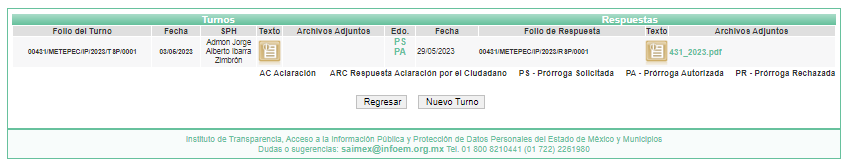 Turnos Respuestas
Folio del Turno Fecha SPH Texto Archivos Adjuntos Edo. Fecha Folio de Respuesta Texto Archivos Adjuntos
00431/METEPEC/IP/2023/TSP/0001 03/05/2023 Admon Jorge Alberto Ibarra Zimbrón PS PA 29/05/2023 00431/METEPEC/IP/2023/RSP/0001 431_2023.pdf
AC Aclaración ARC Respuesta Aclaración por el Ciudadano PS - Prórroga Solicitada PA - Prórroga Autorizada PR - Prórroga Rechazada
Regresar Nuevo Turno
Instituto de Transparencia, Acceso a la Información Pública y Protección de Datos Personales del Estado de México y Municipios
Dudas o sugerencias: saimex@infoem.org.mx Tel. 01 800 8210441 (01 722) 2261980